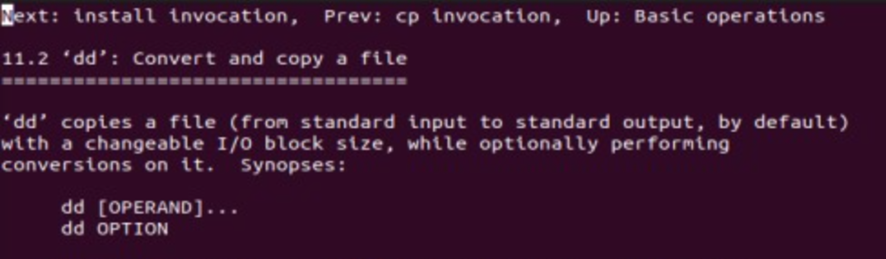 Next: install invocation,  Prev: cp invocation,  Up: Basic operations
11.2 ‘dd’: Convert and copy a file
==================================
‘dd’ copies a file (from standard input to standard output, by default)
with a changeable I/O block size, while optionally performing
conversions on it.  Synopses:
dd [OPERAND]...
dd OPTION